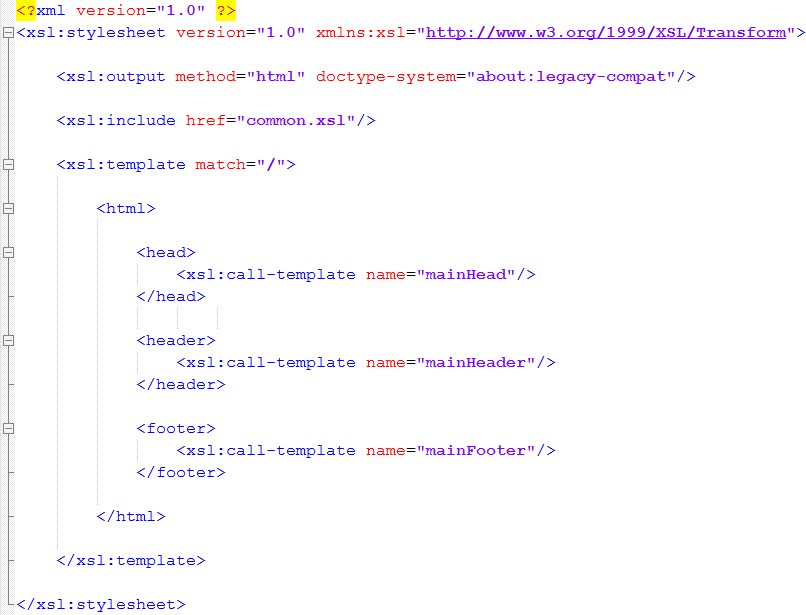 <?xml version="1.0" ?>
<xsl:stylesheet version="1.0" xmlns:xsl="http://www.w3.org/1999/XSL/Transform">
<xsl:output method="html" doctype-system="about:legacy-compat"/>
<xsl:include href="common.xsl"/>
<xsl:template match="/">
<html>
<head>
<xsl:call-template name="mainHead"/>
</head>
<header>
<xsl:call-template name="mainHeader"/>
</header>
<footer>
<xsl:call-template name="mainFooter"/>
</footer>
</html>
</xsl:template>
</xsl:stylesheet>